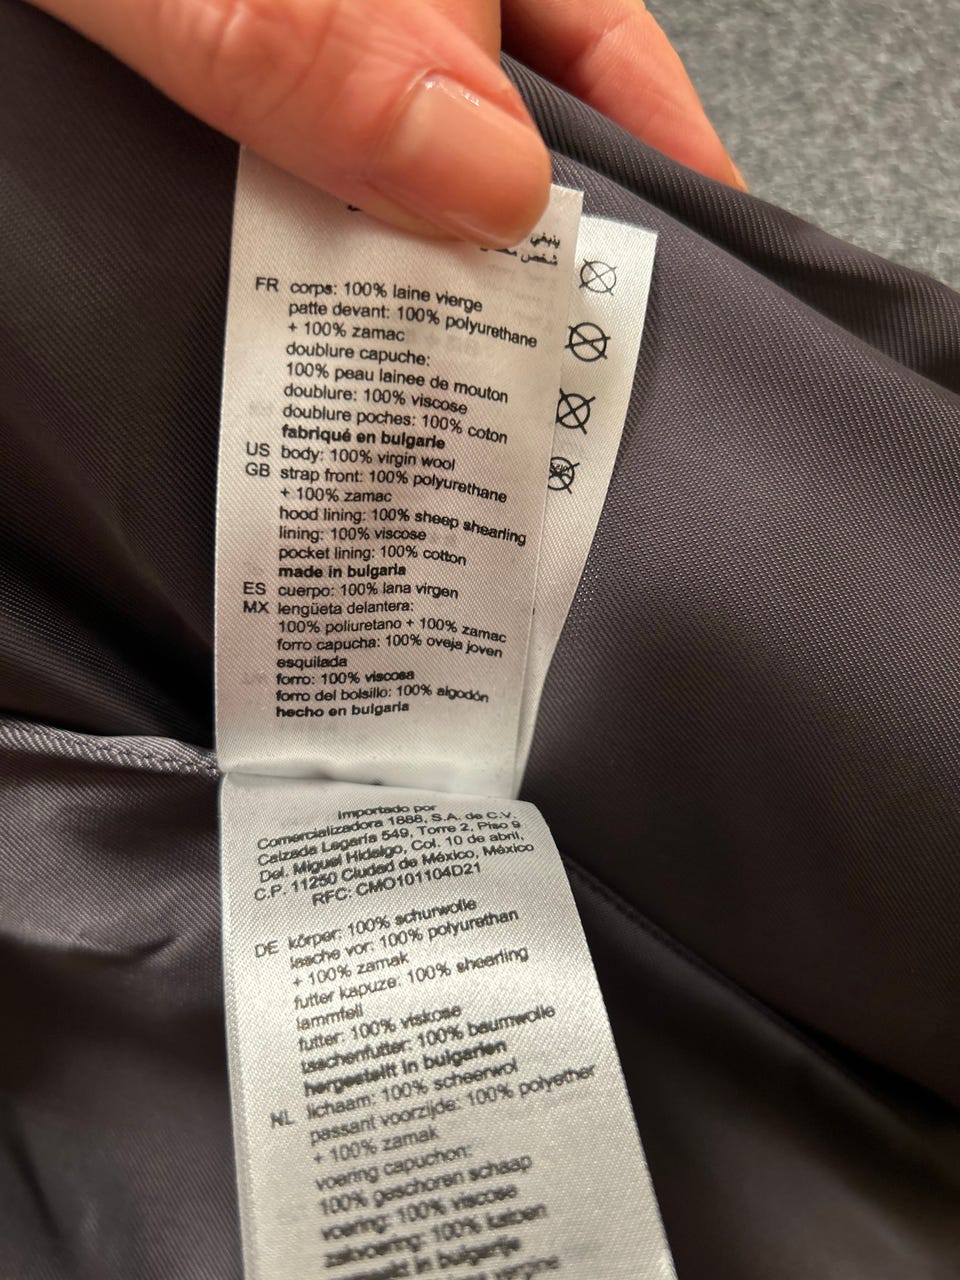 ينبغي
شخص
FR corps: 100% laine vierge
patte devant: 100% polyurethane
+ 100% zamac
doublure capuche:
100% peau lainee de mouton
doublure: 100% viscose
doublure poches: 100% coton
fabriqué en bulgarie
US body: 100% virgin wool
GB strap front: 100% polyurethane
+ 100% zamac
hood lining: 100% sheep shearling
lining: 100% viscose
pocket lining: 100% cotton
made in bulgaria
ES cuerpo: 100% lana virgen
MX lengüeta delantera:
100% poliuretano + 100% zamac
forro capucha: 100% oveja joven
esquilada
forro: 100% viscosa
forro del bolsillo: 100% algodón
hecho en bulgaria
Importado por
Comercializadora 1888, S.A. de C.V.
Calzada Legaria 549, Torre 2, Piso 9
Del. Miguel Hidalgo, Col. 10 de abril,
C.P. 11250 Ciudad de México, México
RFC: CMO101104D21
DE körper: 100% schurwolle
lasche vor: 100% polyurethan
+ 100% zamak
futter kapuze: 100% shearling
lammfell
futter: 100% viskose
taschenfutter: 100% baumwolle
hergestellt in bulgarien
NL lichaam: 100% scheerwol
passant voorzijde: 100% polyether
+ 100% zamak
voering capuchon:
100% geschoren schaap
voering: 100% viscose
zakvoering: 100% katoen
gemaakt in bulgarije
vergine